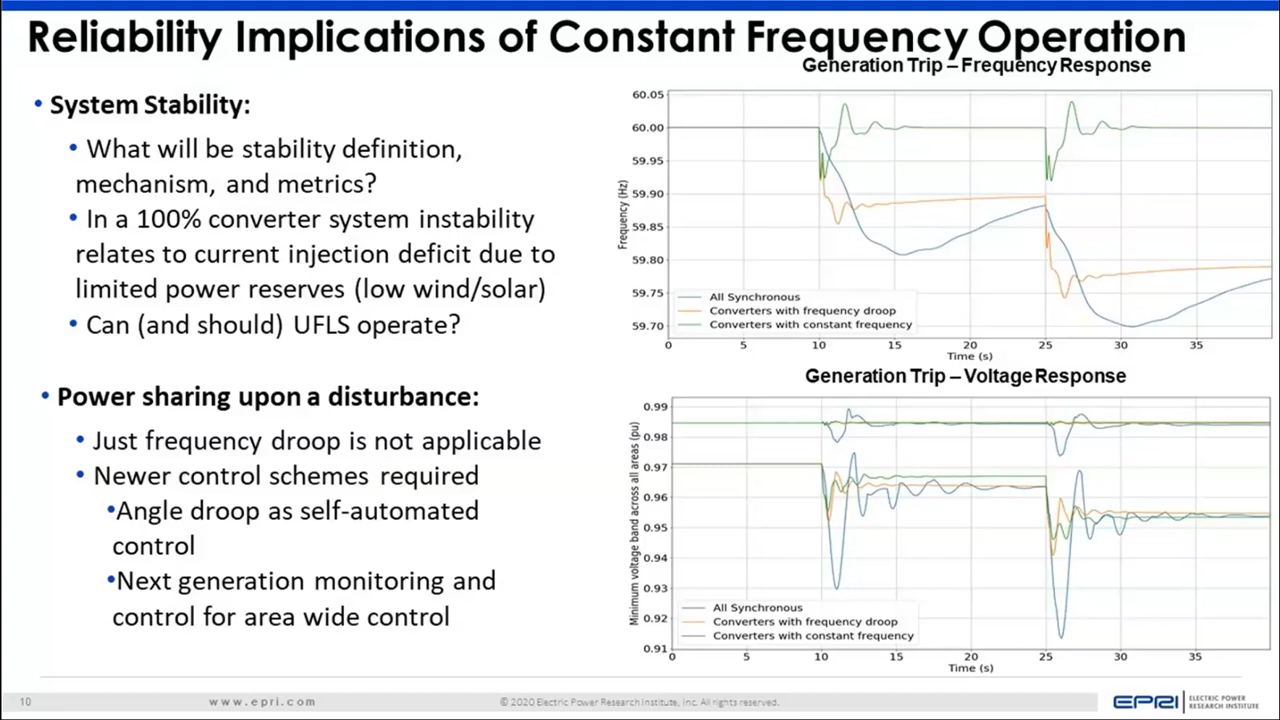 Reliability Implications of Constant Frequency Operation
• System Stability:
• What will be stability definition,
mechanism, and metrics?
• In a 100% converter system instability
relates to current injection deficit due to
limited power reserves (low wind/solar)
• Can (and should) UFLS operate?
• Power sharing upon a disturbance:
• Just frequency droop is not applicable
• Newer control schemes required
•Angle droop as self-automated
control
•Next generation monitoring and
control for area wide control
Generation Trip – Frequency Response
Frequency (Hz)
60.05
60.00
59.95
59.90
59.85
59.80
59.75
59.70
All Synchronous
Converters with frequency droop
Converters with constant frequency
0 5 10 15 20 25 30 35
Time (s)
Generation Trip – Voltage Response
Minimum voltage band across all areas (pu)
0.99
0.98
0.97
0.96
0.95
0.94
0.93
0.92
0.91
All Synchronous
Converters with frequency droop
Converters with constant frequency
0 5 10 15 20 25 30 35
Time (s)
10
www.epri.com
© 2020 Electric Power Research Institute, Inc. All rights reserved.
EPRI
ELECTRIC POWER
RESEARCH INSTITUTE